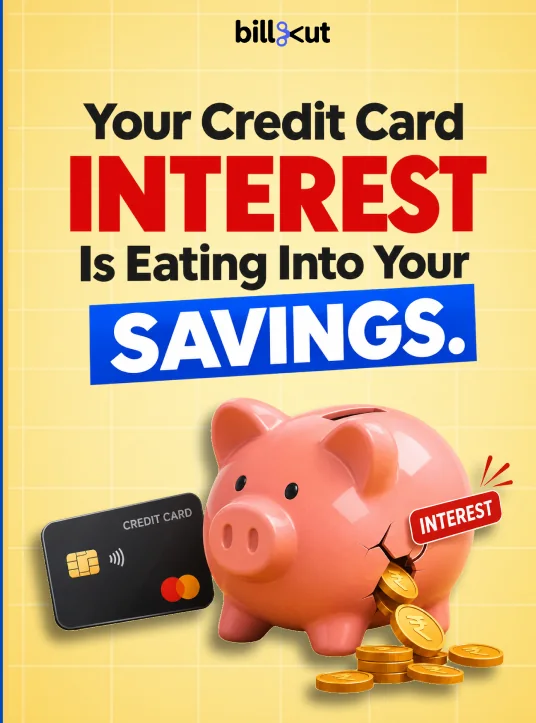 billcut
Your Credit Card
INTEREST
Is Eating Into Your
SAVINGS.
CREDIT CARD
INTEREST
₹
₹